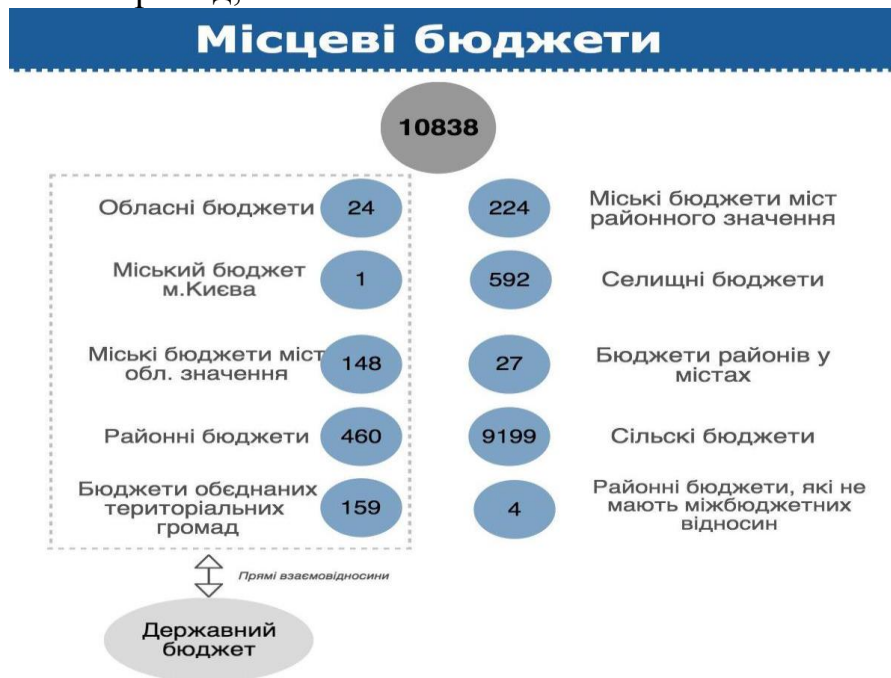 Місцеві бюджети
10838
Обласні бюджети
24
Міський бюджет
м.Києва
1
Міські бюджети міст
обл. значення
148
Районні бюджети
460
Бюджети обєднаних
територіальних
громад
159
224
Міські бюджети міст
районного значення
592
Селищні бюджети
27
Бюджети районів у
містах
9199
Сільскі бюджети
4
Районні бюджети, які не
мають міжбюджетних
відносин
Прямі взаємовідносини
Державний
бюджет